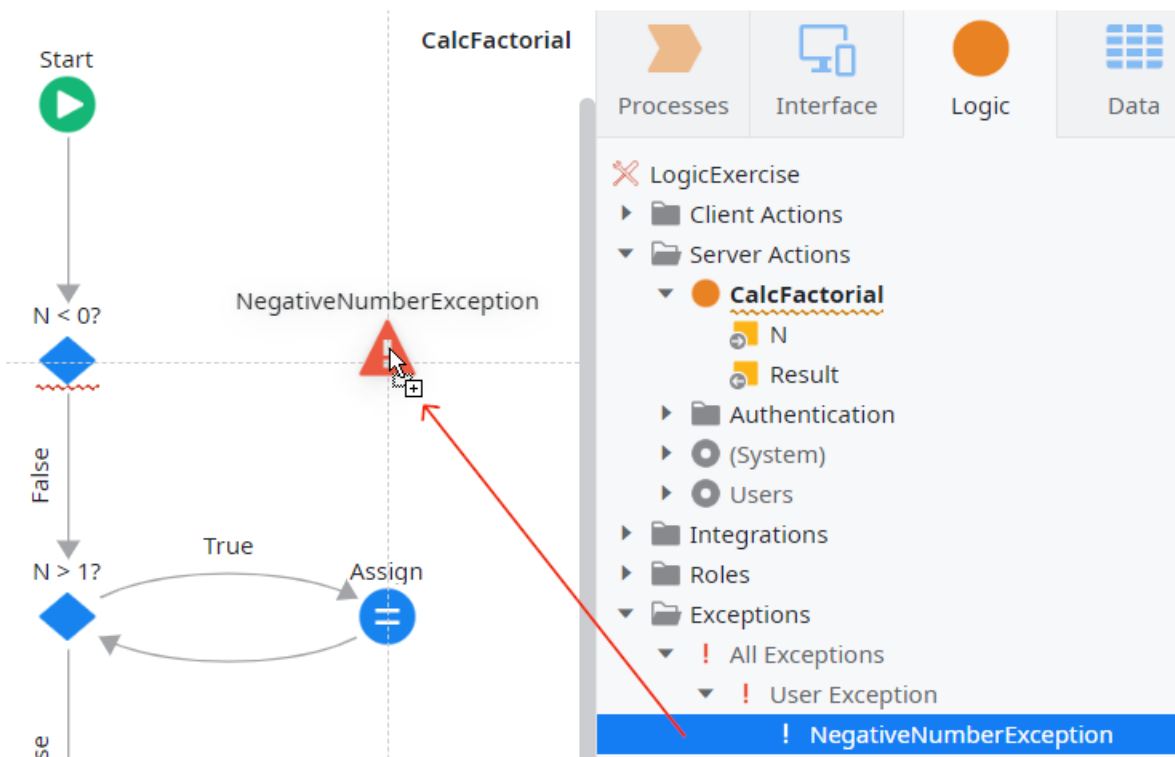 CalcFactorial
Start
N < 0?
NegativeNumberException
False
N > 1?
True
Assign
se
Processes
Interface
Logic
Data
LogicExercise
Client Actions
Server Actions
CalcFactorial
N
Result
Authentication
(System)
Users
Integrations
Roles
Exceptions
! All Exceptions
! User Exception
! NegativeNumberException